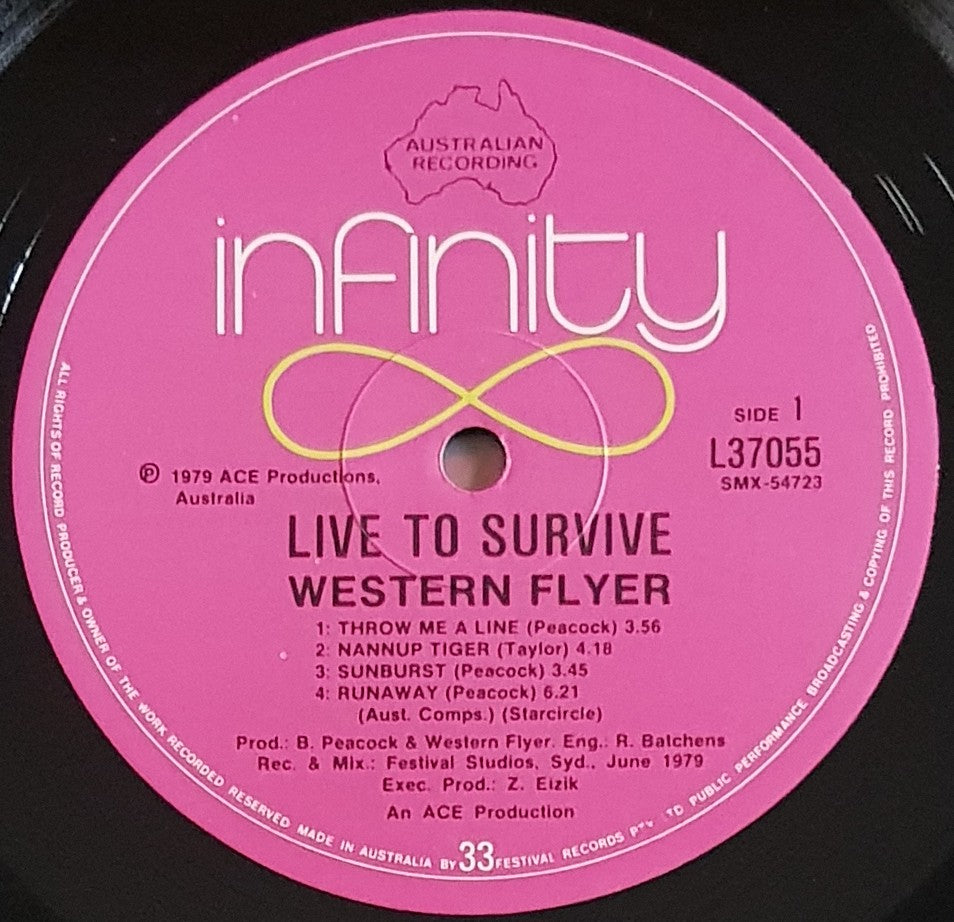 AUSTRALIAN
RECORDING
infinity
SIDE 1
L37055
SMX-54723
Ⓟ 1979 ACE Productions,
Australia
LIVE TO SURVIVE
WESTERN FLYER
1: THROW ME A LINE (Peacock) 3.56
2: NANNUP TIGER (Taylor) 4.18
3: SUNBURST (Peacock) 3.45
4: RUNAWAY (Peacock) 6.21
(Aust. Comps.) (Starcircle)
Prod.: B. Peacock & Western Flyer. Eng.: R. Batchens
Rec. & Mix.: Festival Studios, Syd., June 1979
Exec. Prod.: Z. Eizik
An ACE Production
33
ALL RIGHTS OF RECORD PRODUCER & OWNER OF THE WORK RECORDED RESERVED MADE IN AUSTRALIA BY FESTIVAL RECORDS PUBLIC PERFORMANCE BROADCASTING & COPYING OF THIS RECORD PROHIBITED